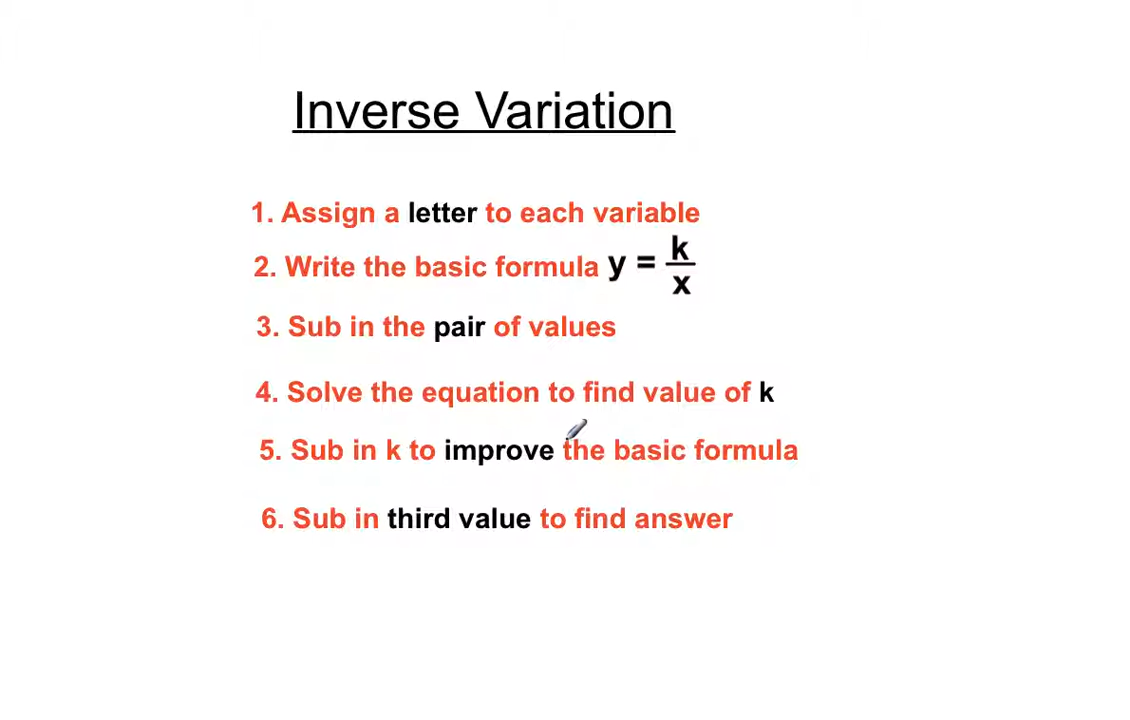 Inverse Variation
1. Assign a letter to each variable
2. Write the basic formula y = k/x
3. Sub in the pair of values
4. Solve the equation to find value of k
5. Sub in k to improve the basic formula
6. Sub in third value to find answer